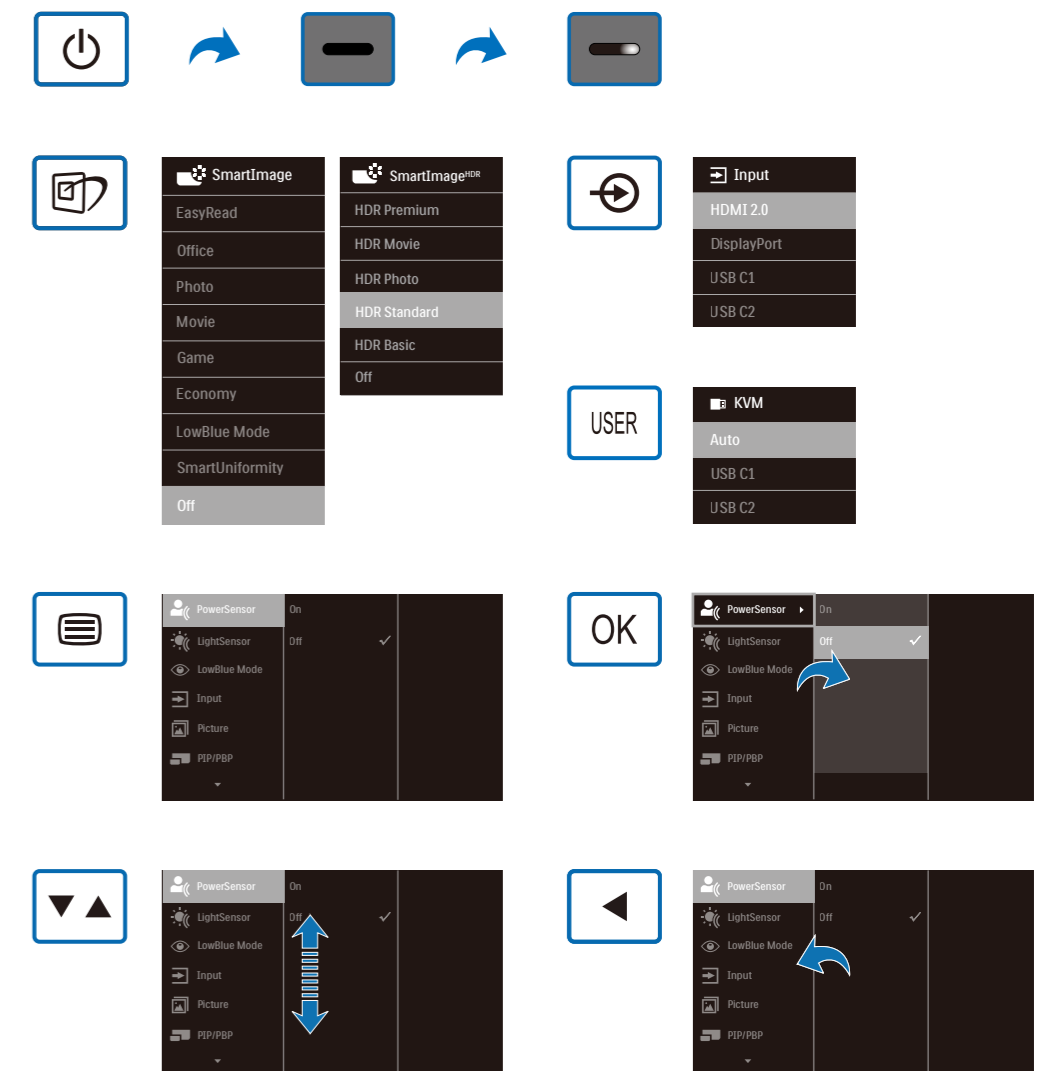 SmartImage
EasyRead
Office
Photo
Movie
Game
Economy
LowBlue Mode
SmartUniformity
Off
SmartImageHDR
HDR Premium
HDR Movie
HDR Photo
HDR Standard
HDR Basic
Off
Input
HDMI 2.0
DisplayPort
USB C1
USB C2
USER
KVM
Auto
USB C1
USB C2
PowerSensor On
LightSensor Off
LowBlue Mode
Input
Picture
PIP/PBP
OK
PowerSensor On
LightSensor Off
LowBlue Mode
Input
Picture
PIP/PBP
PowerSensor On
LightSensor Off
LowBlue Mode
Input
Picture
PIP/PBP
PowerSensor On
LightSensor Off
LowBlue Mode
Input
Picture
PIP/PBP